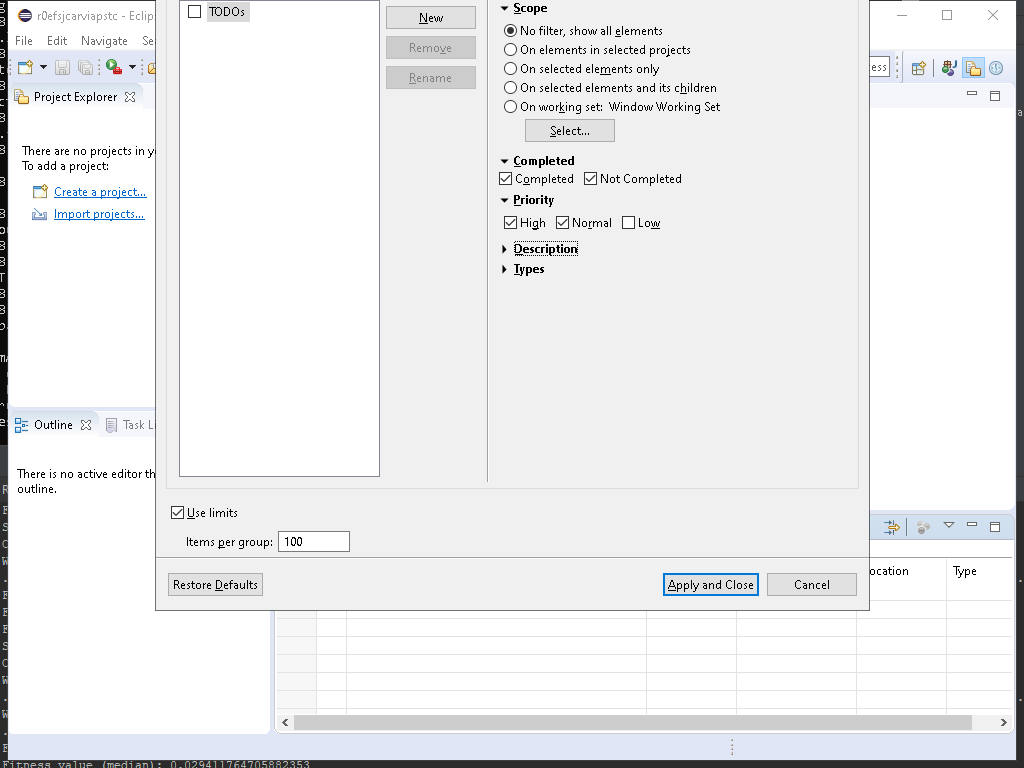 r0efsjcarviapstc - Eclip
File Edit Navigate Se
ess
Project Explorer
There are no projects in y
To add a project:
Create a project...
Import projects...
Outline
Task Li
There is no active editor th
outline.
TODOs
New
Remove
Rename
Scope
No filter, show all elements
On elements in selected projects
On selected elements only
On selected elements and its children
On working set: Window Working Set
Select...
Completed
Completed Not Completed
Priority
High Normal Low
Description
Types
Use limits
Items per group: 100
Restore Defaults
Apply and Close
Cancel
ocation Type
Fitness value (median): 0.029411764705882353